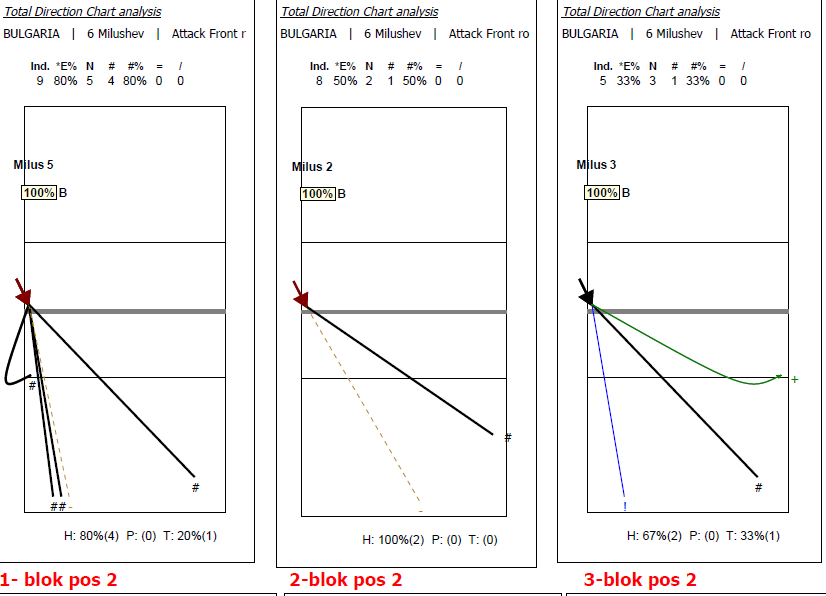 Total Direction Chart analysis
BULGARIA | 6 Milushev | Attack Front r
Ind. *E% N # #% = /
9 80% 5 4 80% 0 0
Milus 5
100% B
#
#
##-
H: 80%(4) P: (0) T: 20%(1)
1- blok pos 2
Total Direction Chart analysis
BULGARIA | 6 Milushev | Attack Front ro
Ind. *E% N # #% = /
8 50% 2 1 50% 0 0
Milus 2
100% B
#
-
H: 100%(2) P: (0) T: (0)
2-blok pos 2
Total Direction Chart analysis
BULGARIA | 6 Milushev | Attack Front ro
Ind. *E% N # #% = /
5 33% 3 1 33% 0 0
Milus 3
100% B
+
#
!
H: 67%(2) P: (0) T: 33%(1)
3-blok pos 2